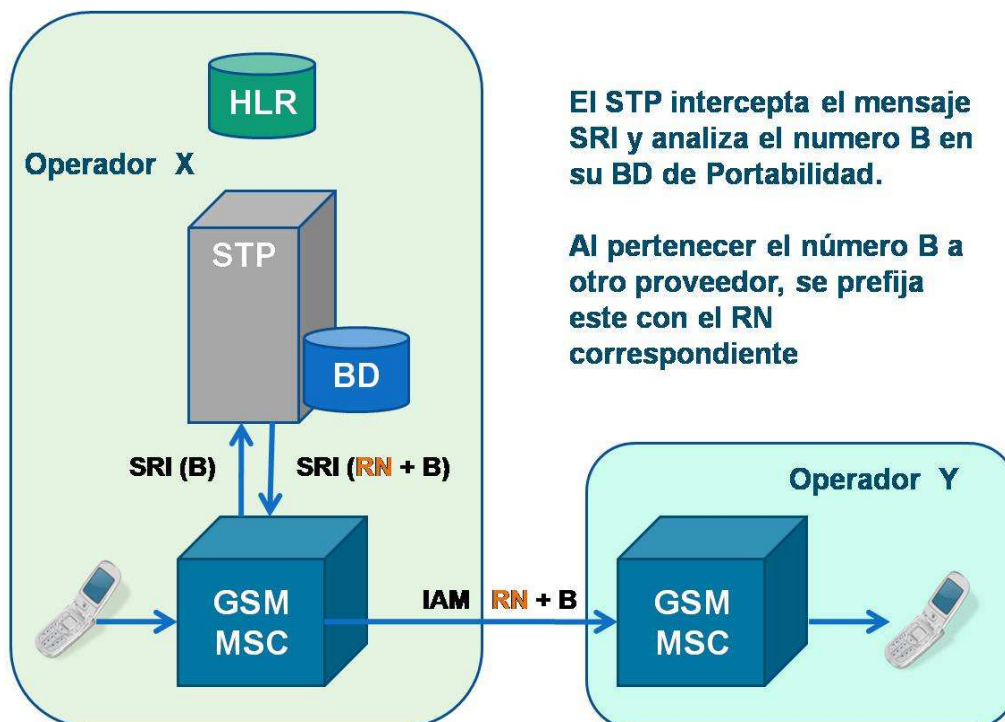 HLR
Operador X
STP
BD
SRI (B)
SRI (RN + B)
GSM
MSC
IAM RN + B
El STP intercepta el mensaje
SRI y analiza el numero B en
su BD de Portabilidad.
Al pertenecer el número B a
otro proveedor, se prefija
este con el RN
correspondiente
Operador Y
GSM
MSC